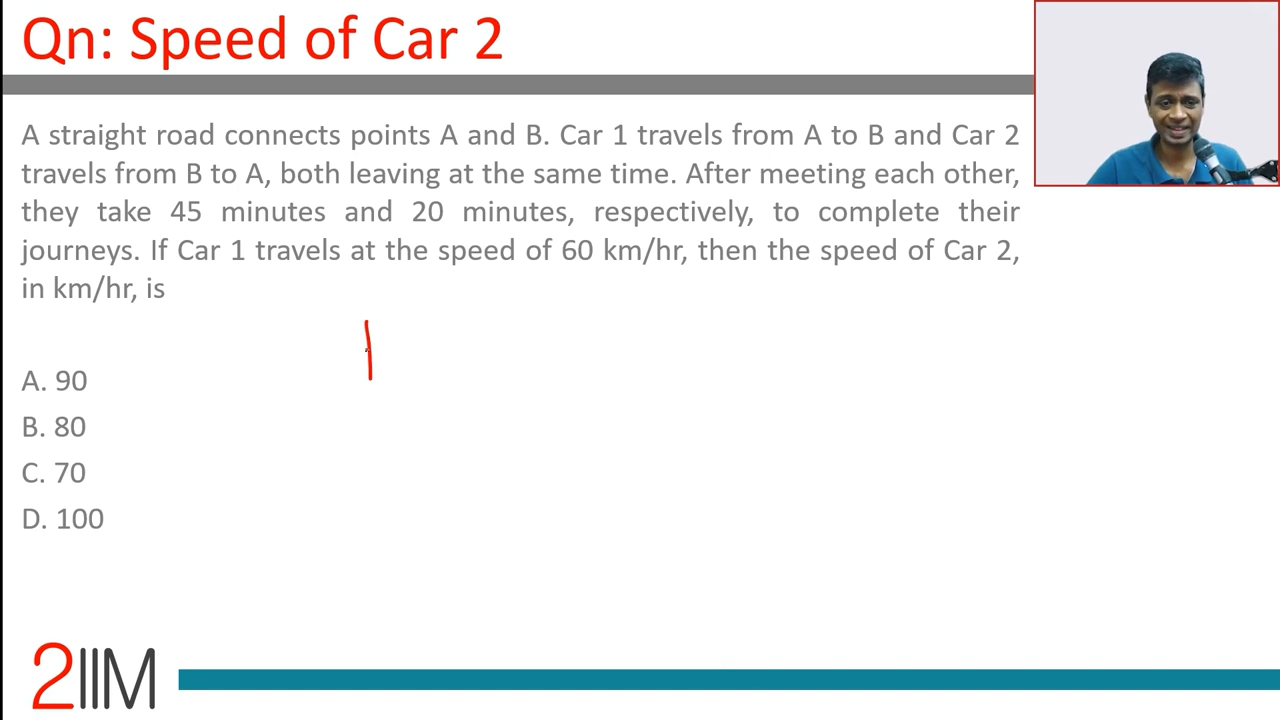 Qn: Speed of Car 2
A straight road connects points A and B. Car 1 travels from A to B and Car 2
travels from B to A, both leaving at the same time. After meeting each other,
they take 45 minutes and 20 minutes, respectively, to complete their
journeys. If Car 1 travels at the speed of 60 km/hr, then the speed of Car 2,
in km/hr, is
A. 90
B. 80
C. 70
D. 100
2IIM